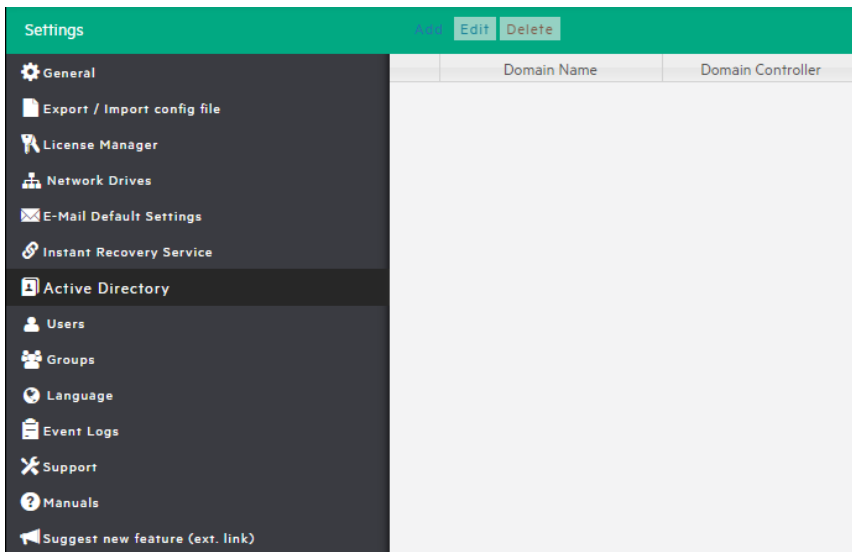 Settings
Add Edit Delete
Domain Name Domain Controller
General
Export / Import config file
License Manager
Network Drives
E-Mail Default Settings
Instant Recovery Service
Active Directory
Users
Groups
Language
Event Logs
Support
Manuals
Suggest new feature (ext. link)